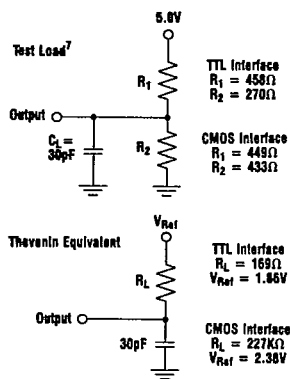 5.0V
Test Load7
R1
TTL Interface
R1 = 458Ω
R2 = 270Ω
Output
CL =
30pF
R2
CMOS Interface
R1 = 449Ω
R2 = 433Ω
VRef
Thevenin Equivalent
RL
TTL Interface
RL = 169Ω
VRef = 1.86V
Output
30pF
CMOS Interface
RL = 227KΩ
VRef = 2.38V